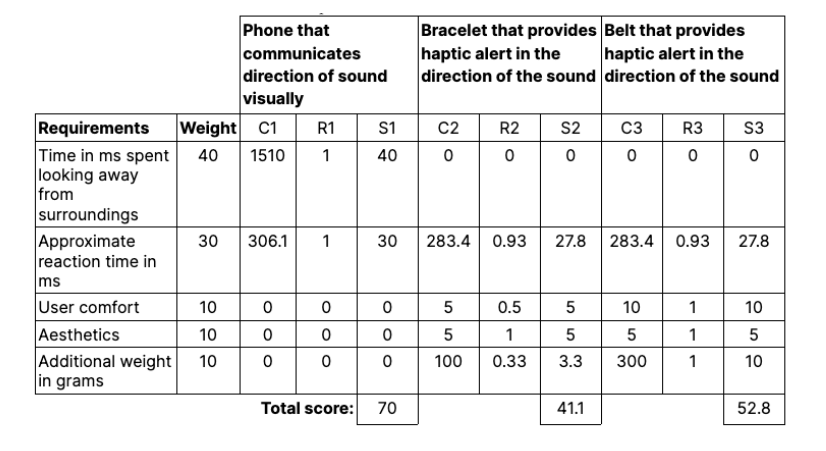 Phone that communicates direction of sound visually Bracelet that provides haptic alert in the direction of the sound Belt that provides haptic alert in the direction of the sound
Requirements Weight C1 R1 S1 C2 R2 S2 C3 R3 S3
Time in ms spent looking away from surroundings 40 1510 1 40 0 0 0 0 0 0
Approximate reaction time in ms 30 306.1 1 30 283.4 0.93 27.8 283.4 0.93 27.8
User comfort 10 0 0 0 5 0.5 5 10 1 10
Aesthetics 10 0 0 0 5 1 5 5 1 5
Additional weight in grams 10 0 0 0 100 0.33 3.3 300 1 10
Total score: 70 41.1 52.8